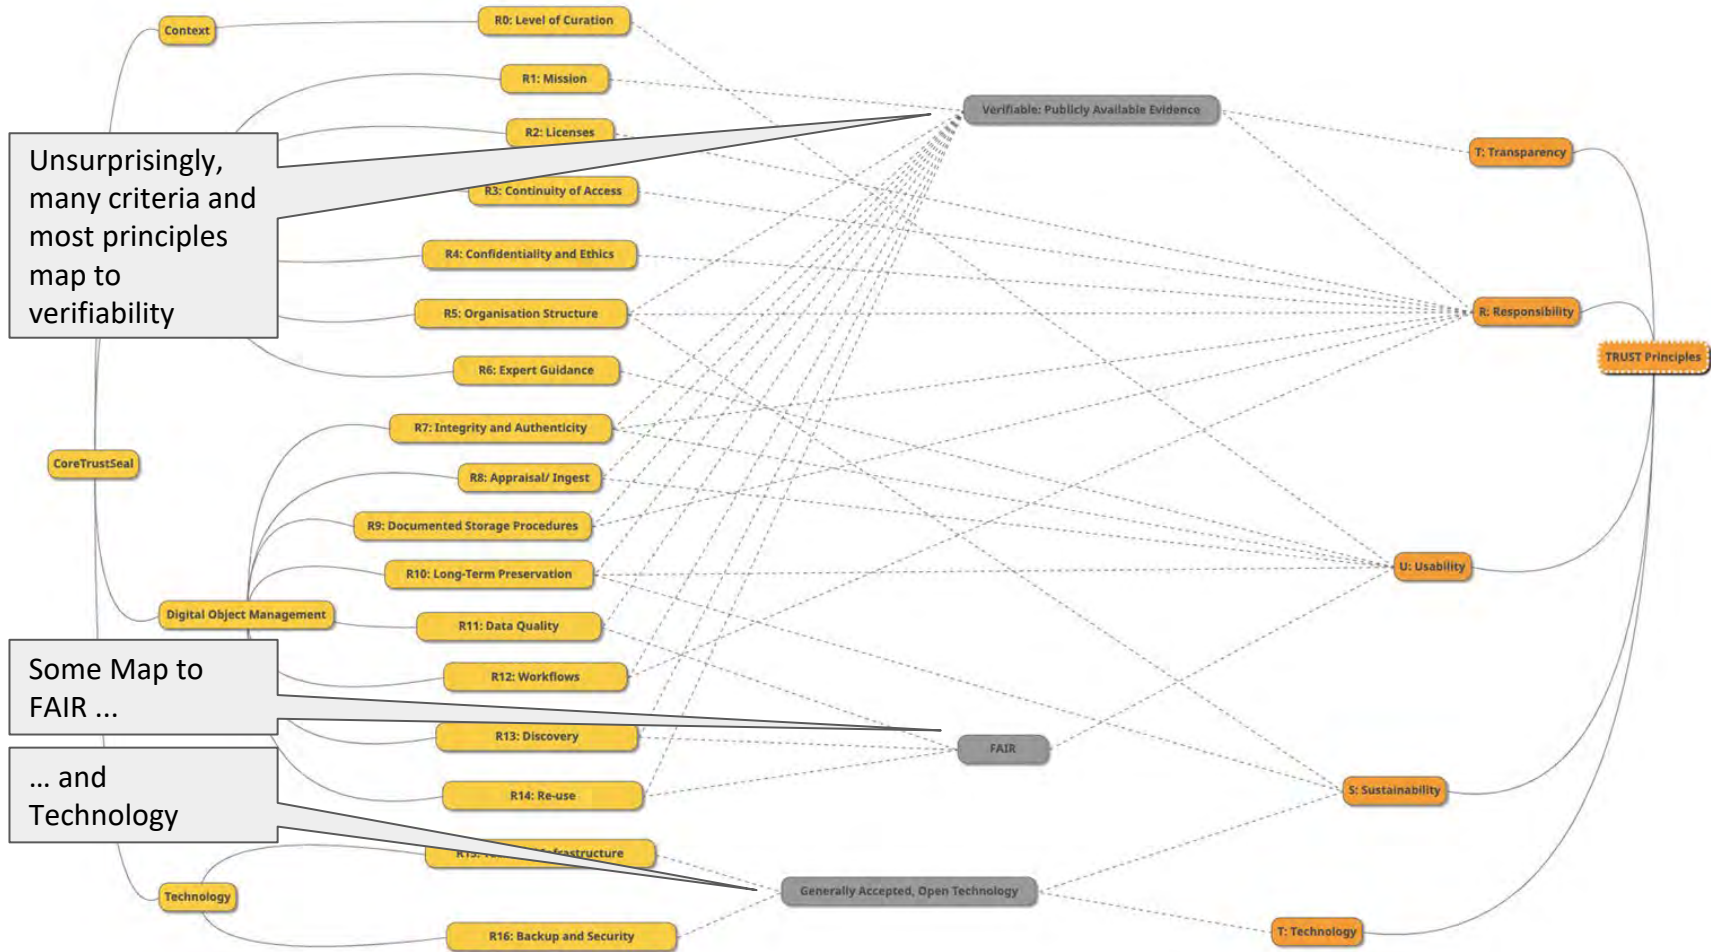 Context
R0: Level of Curation
R1: Mission
Verifiable: Publicly Available Evidence
R2: Licenses
T: Transparency
Unsurprisingly,
many criteria and
most principles
map to
verifiability
R3: Continuity of Access
R4: Confidentiality and Ethics
R5: Organisation Structure
R: Responsibility
TRUST Principles
R6: Expert Guidance
R7: Integrity and Authenticity
CoreTrustSeal
R8: Appraisal/ Ingest
R9: Documented Storage Procedures
R10: Long-Term Preservation
U: Usability
Digital Object Management
R11: Data Quality
Some Map to
FAIR ...
R12: Workflows
R13: Discovery
FAIR
... and
Technology
R14: Re-use
S: Sustainability
R15: frastructure
Technology
Generally Accepted, Open Technology
R16: Backup and Security
T: Technology